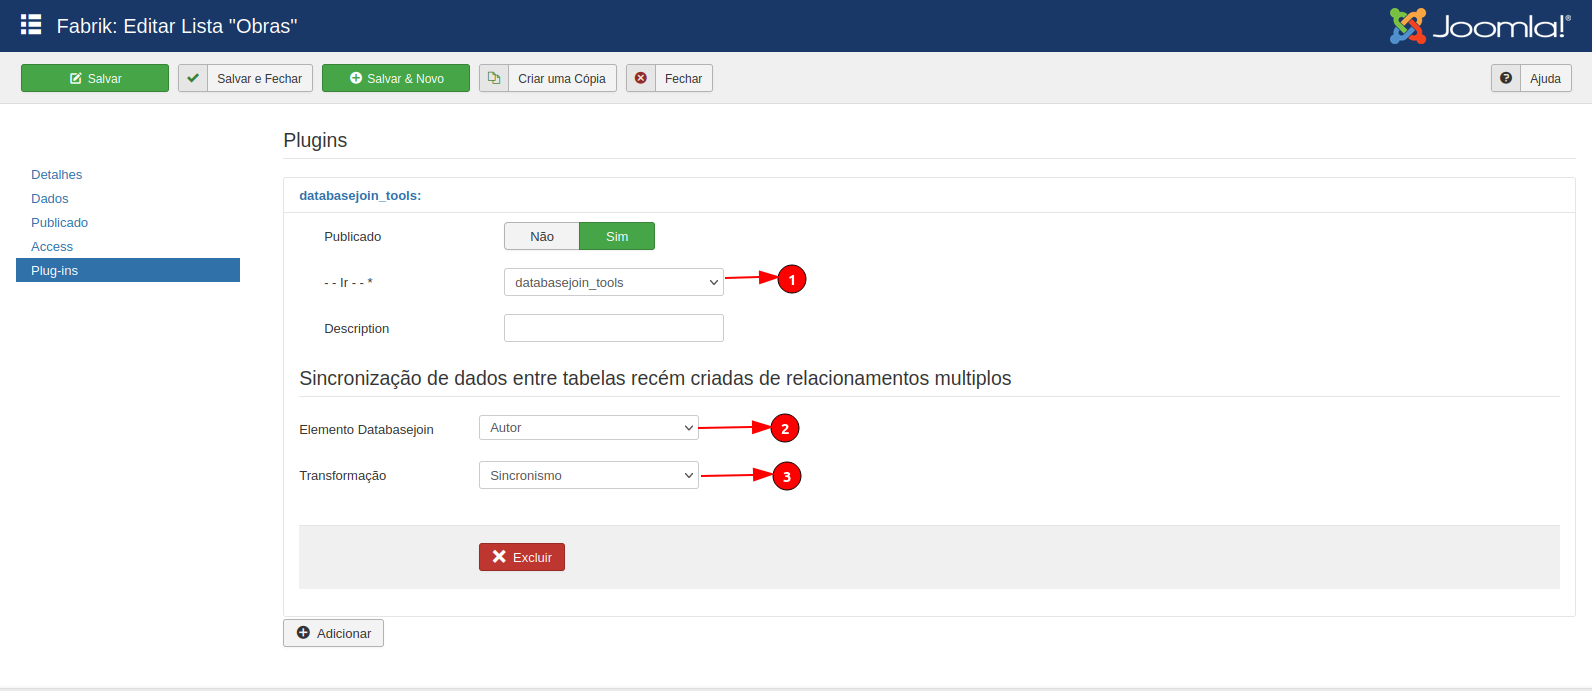 Fabrik: Editar Lista "Obras"
Joomla!®
Salvar
Salvar e Fechar
Salvar & Novo
Criar uma Cópia
Fechar
Ajuda
Plugins
Detalhes
Dados
Publicado
Access
Plug-ins
databasejoin_tools:
Publicado
Não
Sim
- - Ir - - *
databasejoin_tools
1
Description
Sincronização de dados entre tabelas recém criadas de relacionamentos multiplos
Elemento Databasejoin
Autor
2
Transformação
Sincronismo
3
Excluir
Adicionar